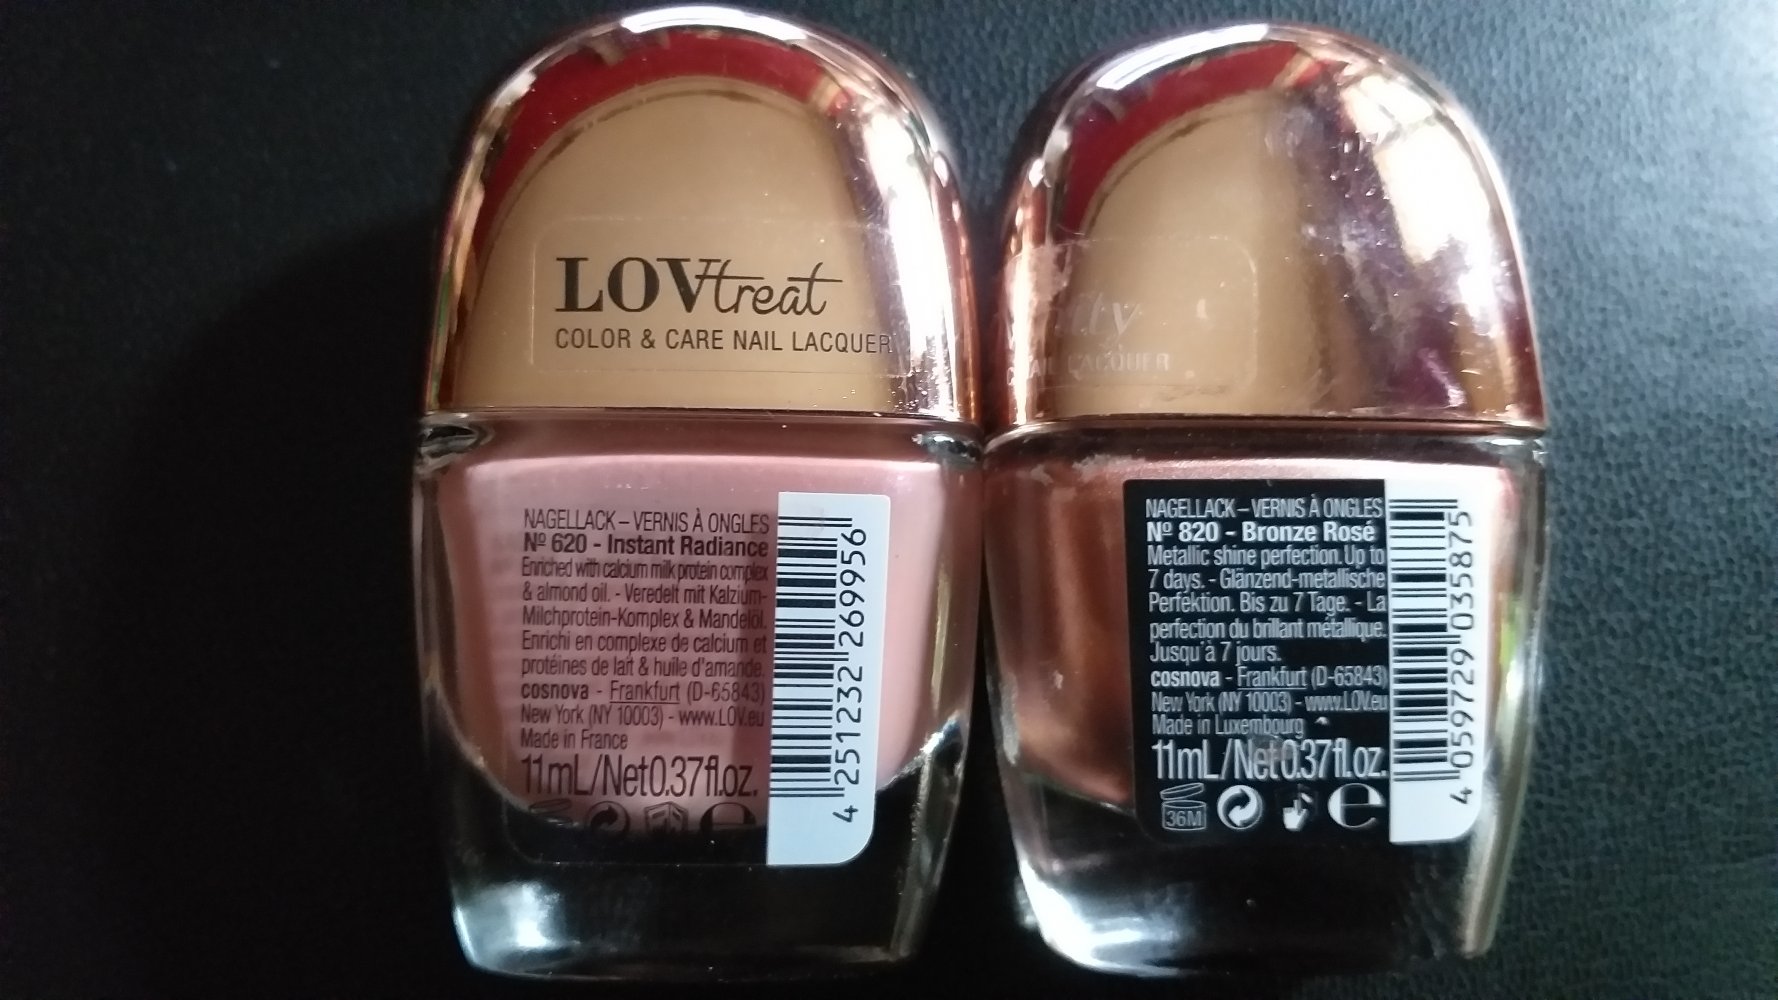 LOVtreat
COLOR & CARE NAIL LACQUER
NAGELLACK – VERNIS À ONGLES
Nº 620 - Instant Radiance
Enriched with calcium milk protein complex
& almond oil. - Veredelt mit Kalzium-
Milchprotein-Komplex & Mandelöl.
Enrichi en complexe de calcium et
protéines de lait & huile d'amande.
cosnova - Frankfurt (D-65843)
New York (NY 10003) - www.LOV.eu
Made in France
11mL/Net0.37fl.oz.
4 251232 269956
LACQUER
NAGELLACK – VERNIS À ONGLES
Nº 820 - Bronze Rosé
Metallic shine perfection. Up to
7 days. - Glänzend-metallische
Perfektion. Bis zu 7 Tage. - La
perfection du brillant métallique.
Jusqu'à 7 jours.
cosnova - Frankfurt (D-65843)
New York (NY 10003) - www.LOV.eu
Made in Luxembourg
11mL/Net0.37fl.oz.
36M
4 059729 035875